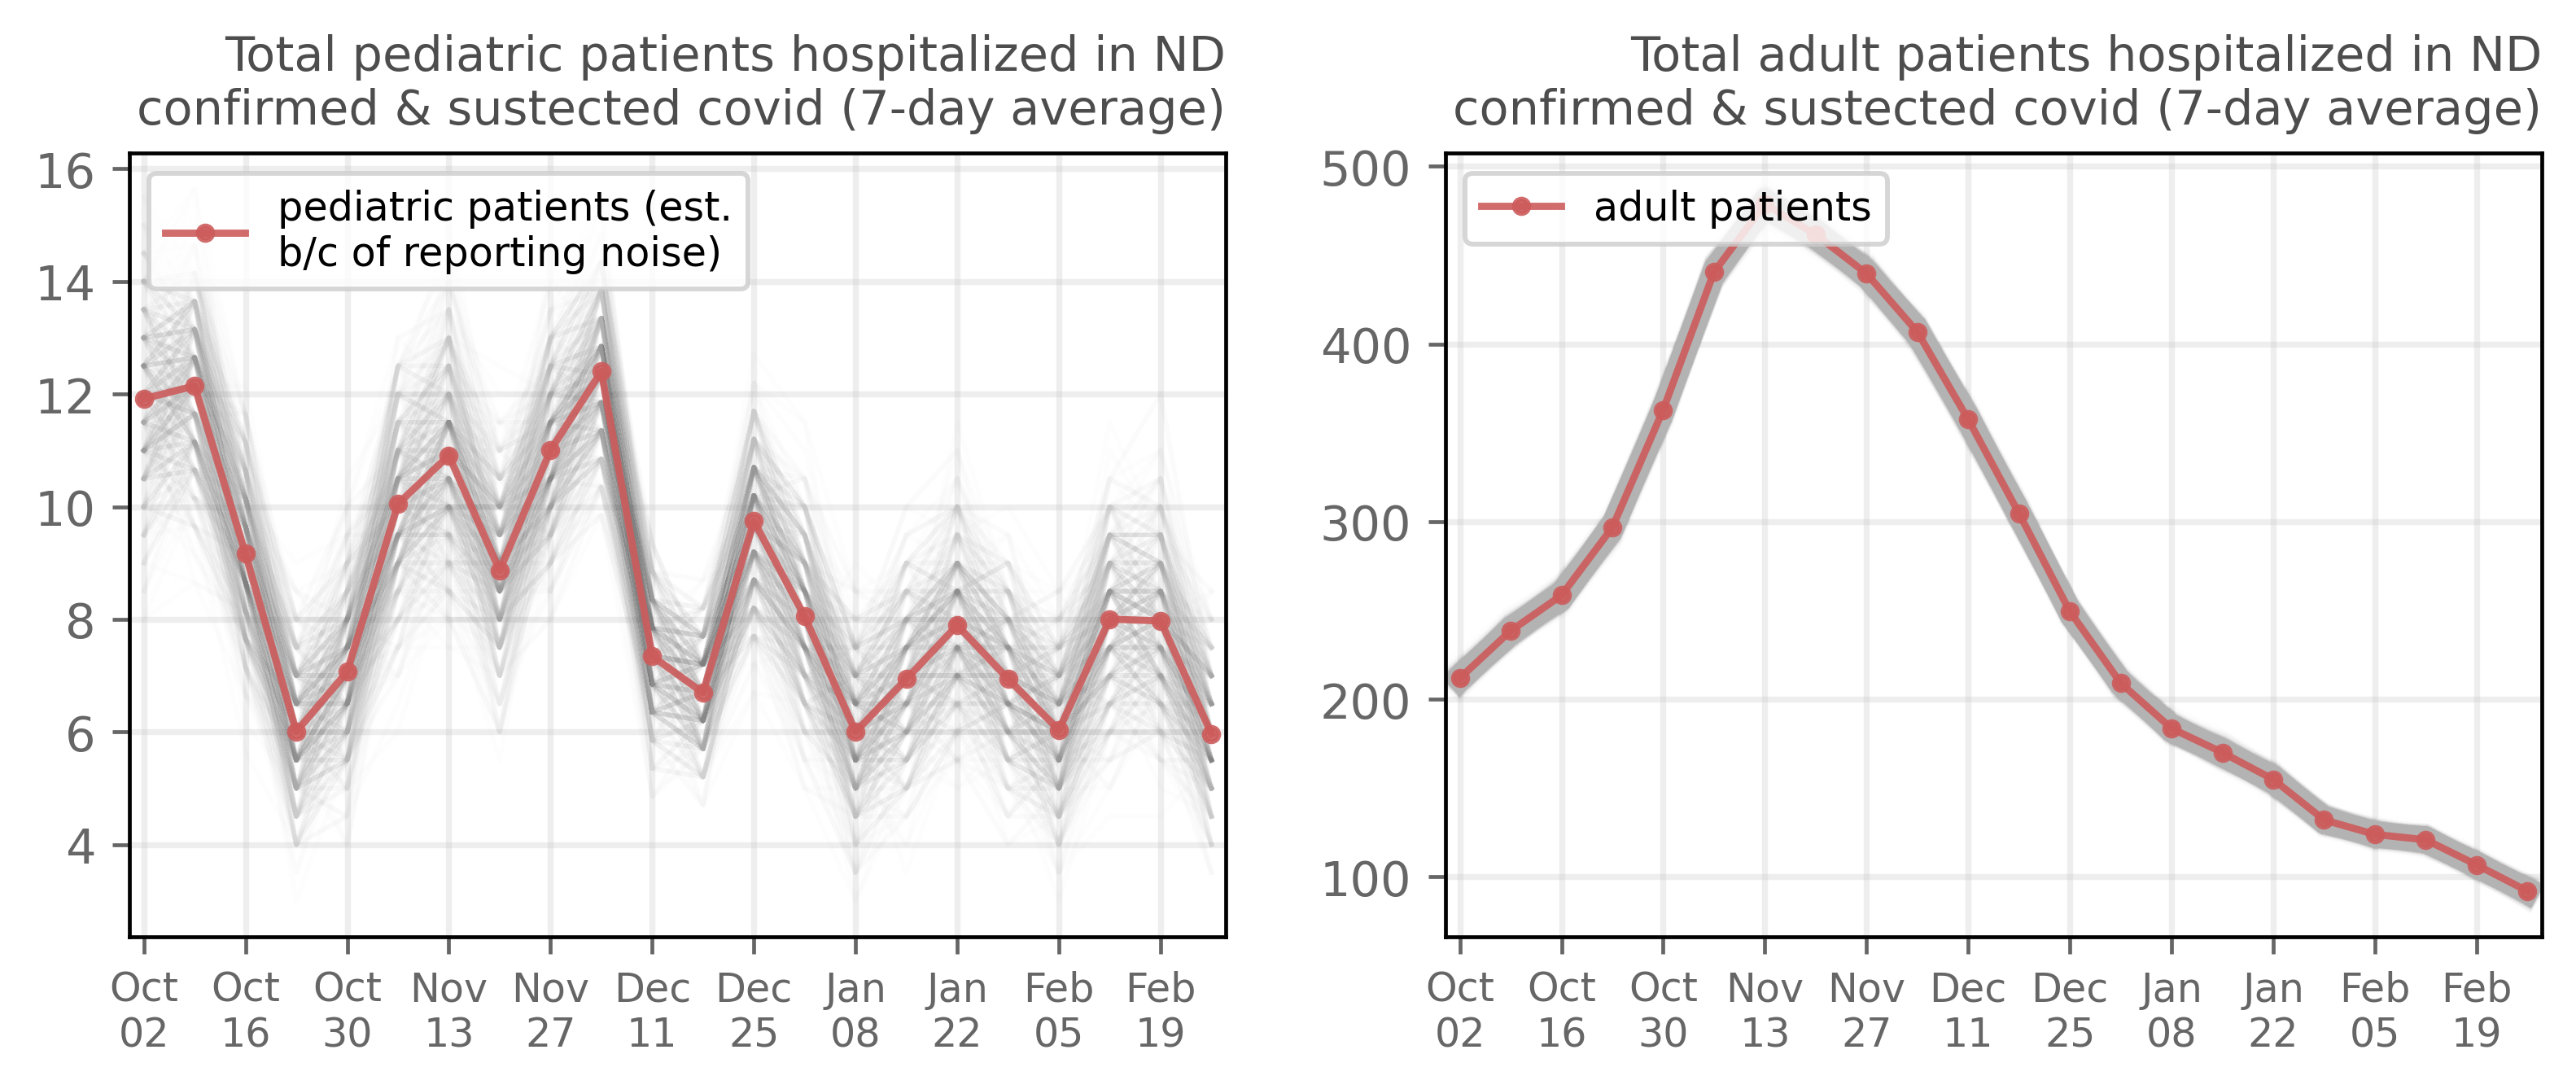 Total pediatric patients hospitalized in ND
confirmed & sustected covid (7-day average)
16
14
12
10
8
6
4
pediatric patients (est.
b/c of reporting noise)
Oct Oct Oct Nov Nov Dec Dec Jan Jan Feb Feb
02 16 30 13 27 11 25 08 22 05 19
Total adult patients hospitalized in ND
confirmed & sustected covid (7-day average)
500
400
300
200
100
adult patients
Oct Oct Oct Nov Nov Dec Dec Jan Jan Feb Feb
02 16 30 13 27 11 25 08 22 05 19